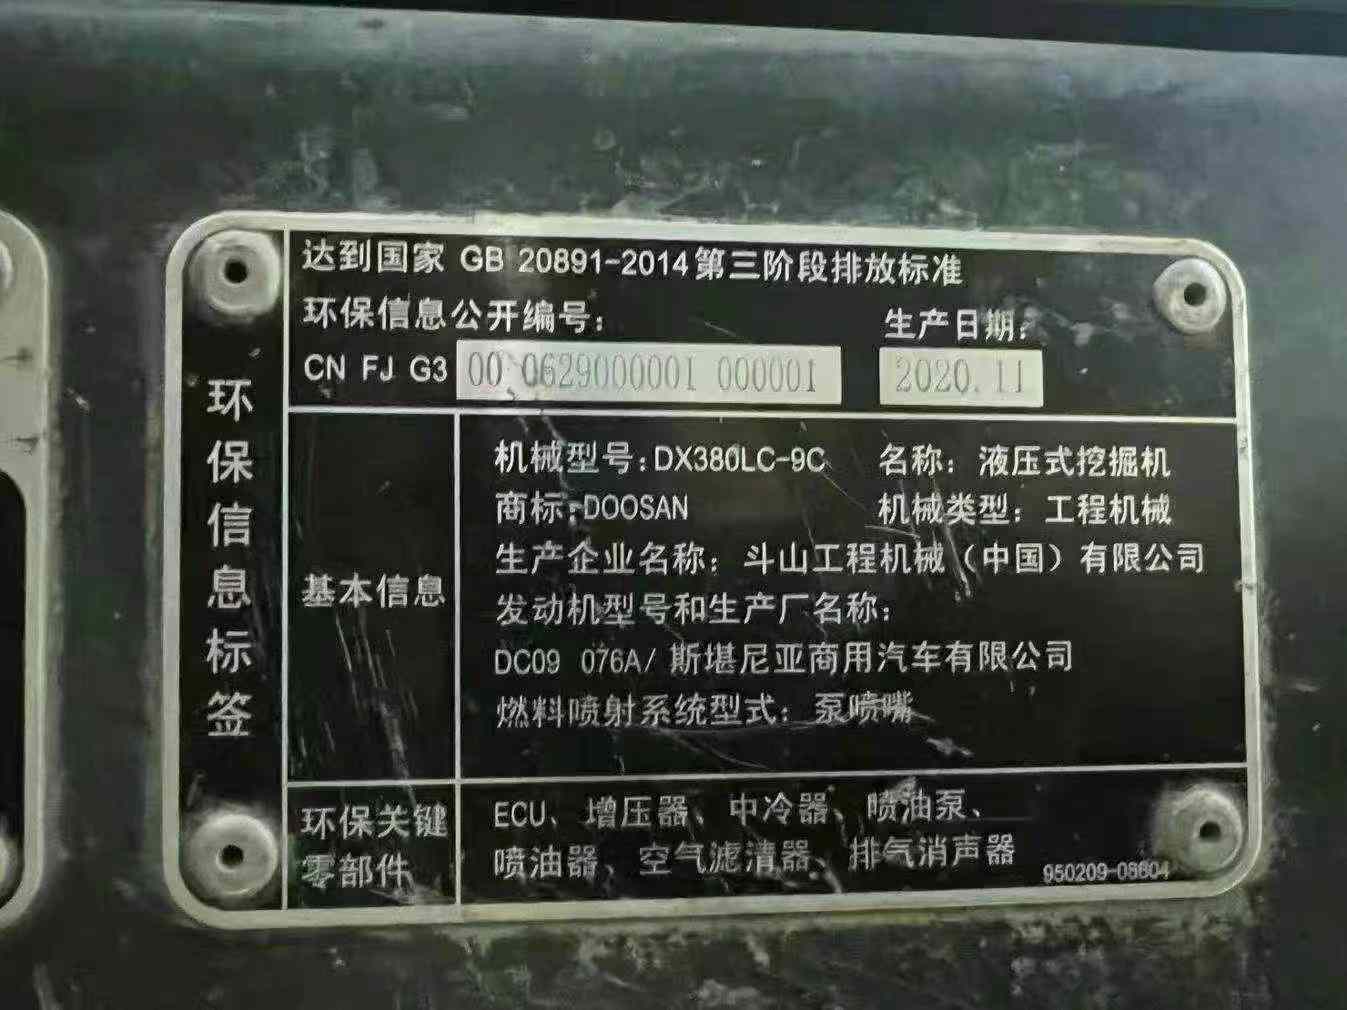 环保信息标签
达到国家 GB 20891-2014第三阶段排放标准
环保信息公开编号:
生产日期:
CN FJ G3 00 0629000001 000001
2020.11
基本信息
机械型号:DX380LC-9C 名称：液压式挖掘机
商标:DOOSAN 机械类型：工程机械
生产企业名称：斗山工程机械（中国）有限公司
发动机型号和生产厂名称：
DC09 076A/斯堪尼亚商用汽车有限公司
燃料喷射系统型式：泵喷嘴
环保关键
零部件
ECU、增压器、中冷器、喷油泵、
喷油器、空气滤清器、排气消声器
950209-08804